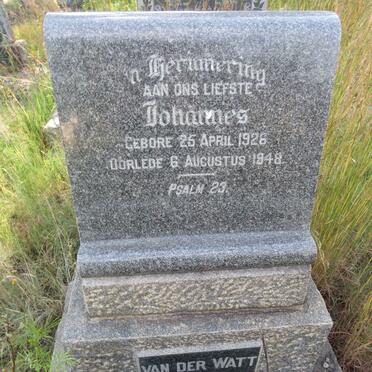 'n Herinnering
AAN ONS LIEFSTE
Johannes
GEBORE 25 APRIL 1926
OORLEDE 6 AUGUSTUS 1948.
PSALM 23.
VAN DER WATT